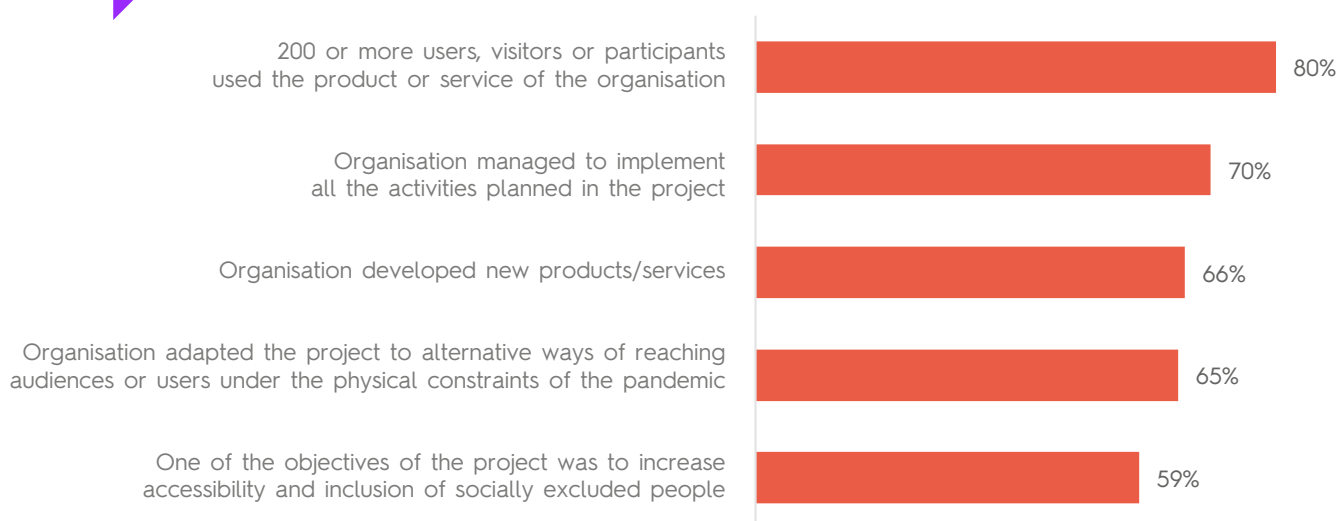 200 or more users, visitors or participants
used the product or service of the organisation
80%
Organisation managed to implement
all the activities planned in the project
70%
Organisation developed new products/services
66%
Organisation adapted the project to alternative ways of reaching
audiences or users under the physical constraints of the pandemic
65%
One of the objectives of the project was to increase
accessibility and inclusion of socially excluded people
59%